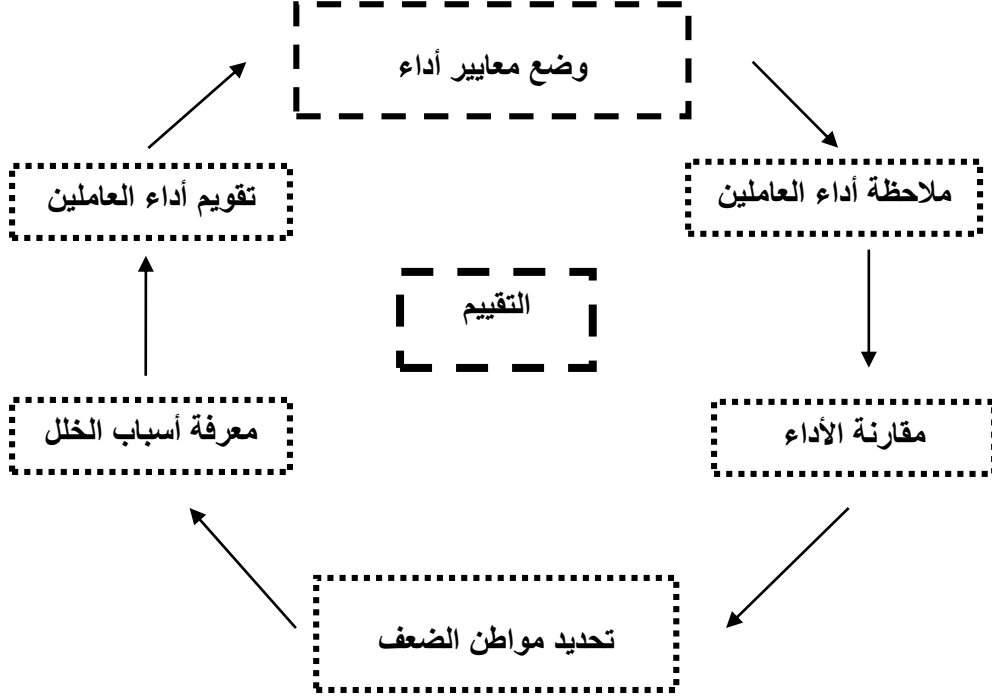 وضع معايير أداء
ملاحظة أداء العاملين
مقارنة الأداء
تحديد مواطن الضعف
معرفة أسباب الخلل
تقويم أداء العاملين
التقييم